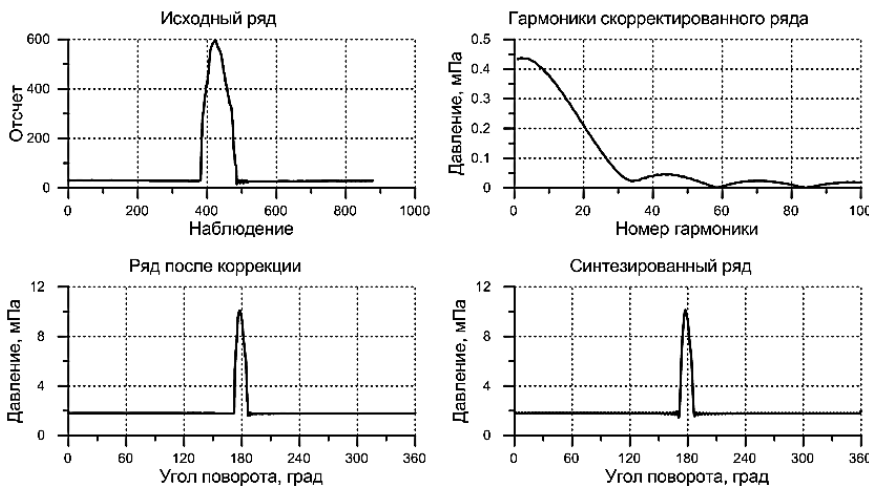 Исходный ряд
600
400
200
0
Отсчет
0 200 400 600 800 1000
Наблюдение
Гармоники скорректированного ряда
0.5
0.4
0.3
0.2
0.1
0
Давление, мПа
0 20 40 60 80 100
Номер гармоники
Ряд после коррекции
12
8
4
0
Давление, мПа
0 60 120 180 240 300 360
Угол поворота, град
Синтезированный ряд
12
8
4
0
Давление, мПа
0 60 120 180 240 300 360
Угол поворота, град